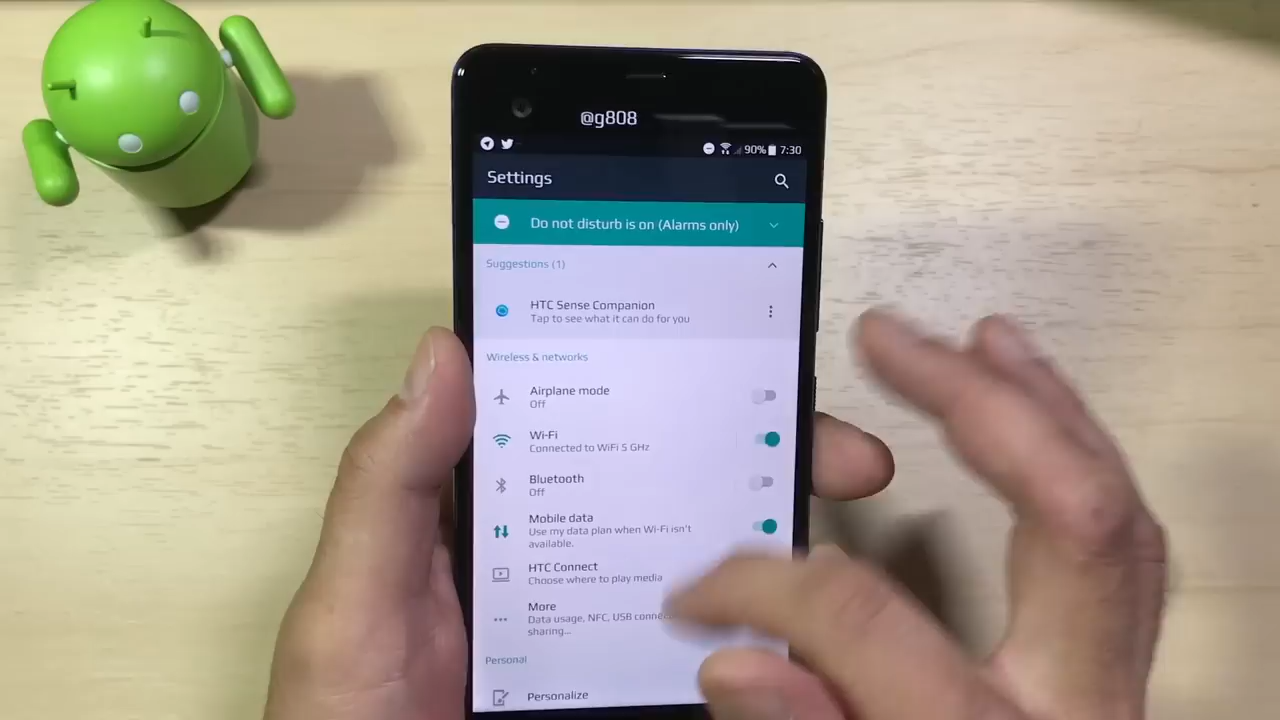 @g808
90% 7:30
Settings
Do not disturb is on (Alarms only)
Suggestions (1)
HTC Sense Companion
Tap to see what it can do for you
Wireless & networks
Airplane mode
Off
Wi-Fi
Connected to WiFi 5 GHz
Bluetooth
Off
Mobile data
Use my data plan when Wi-Fi isn't
available.
HTC Connect
Choose where to play media
More
Data usage, NFC, USB
sharing...
Personal
Personalize